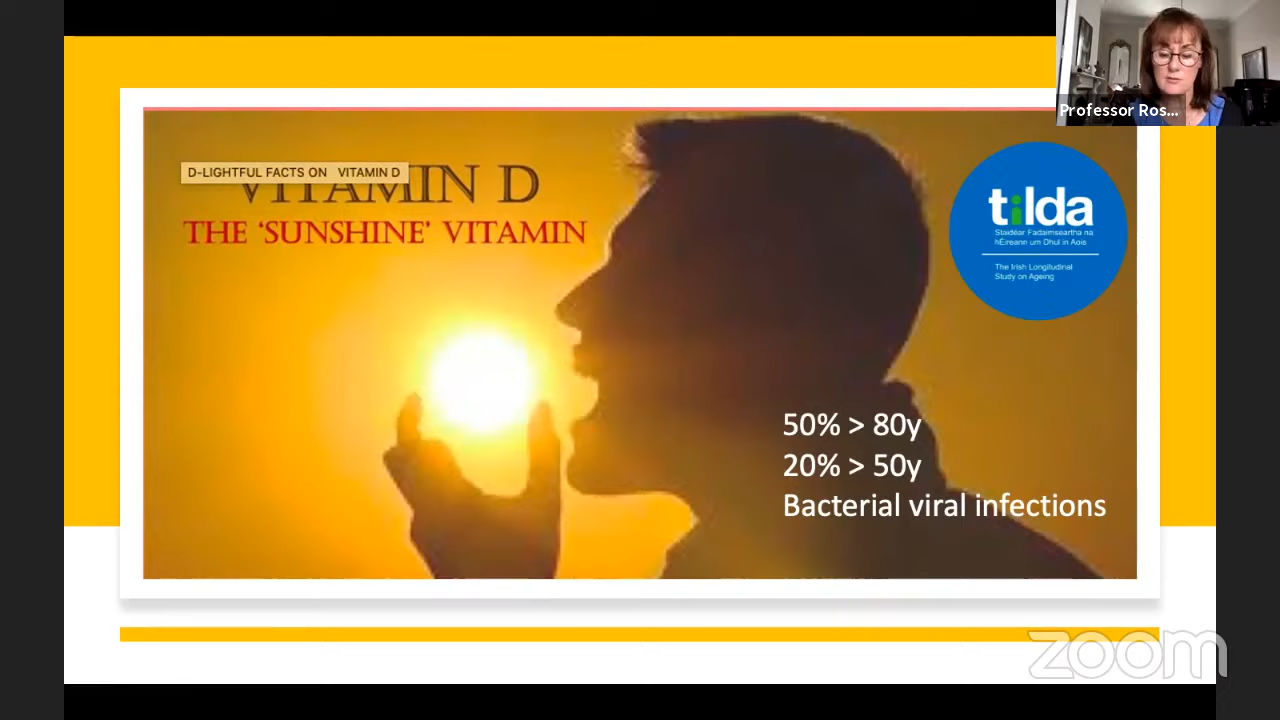 Professor Ros...
D-LIGHTFUL FACTS ON VITAMIN D
VITAMIN D
THE ‘SUNSHINE’ VITAMIN
tilda
Staidéar Fadaimseartha na
hÉireann um Dhul in Aois
The Irish Longitudinal
Study on Ageing
50% > 80y
20% > 50y
Bacterial viral infections
zoom